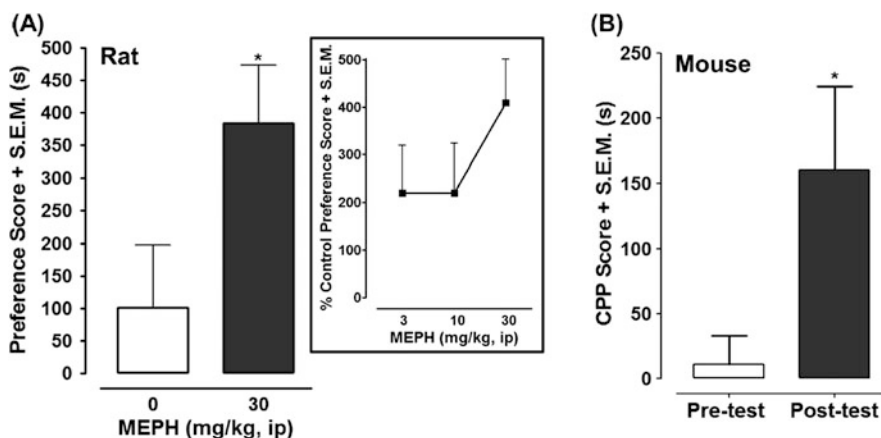 (A)
Rat
Preference Score + S.E.M. (s)
500
450
400
350
300
250
200
150
100
50
0
*
0
30
MEPH (mg/kg, ip)
% Control Preference Score + S.E.M.
500
400
300
200
100
0
3
10
30
MEPH (mg/kg, ip)
(B)
Mouse
CPP Score + S.E.M. (s)
250
200
150
100
50
0
*
Pre-test
Post-test